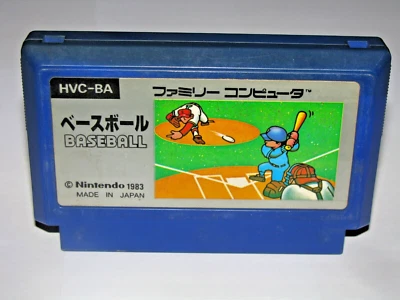 HVC-BA
ファミリー コンピュータ™
ベースボール
BASEBALL
© Nintendo 1983
MADE IN JAPAN